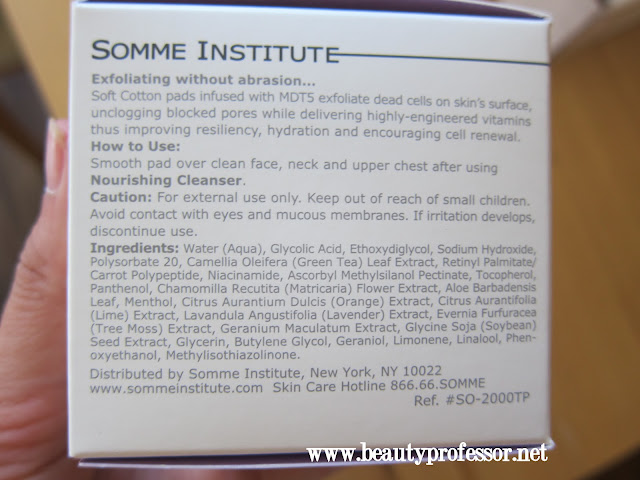 SOMME INSTITUTE
Exfoliating without abrasion...
Soft Cotton pads infused with MDT5 exfoliate dead cells on skin's surface,
unclogging blocked pores while delivering highly-engineered vitamins
thus improving resiliency, hydration and encouraging cell renewal.
How to Use:
Smooth pad over clean face, neck and upper chest after using
Nourishing Cleanser.
Caution: For external use only. Keep out of reach of small children.
Avoid contact with eyes and mucous membranes. If irritation develops,
discontinue use.
Ingredients: Water (Aqua), Glycolic Acid, Ethoxydiglycol, Sodium Hydroxide,
Polysorbate 20, Camellia Oleifera (Green Tea) Leaf Extract, Retinyl Palmitate/
Carrot Polypeptide, Niacinamide, Ascorbyl Methylsilanol Pectinate, Tocopherol,
Panthenol, Chamomilla Recutita (Matricaria) Flower Extract, Aloe Barbadensis
Leaf, Menthol, Citrus Aurantium Dulcis (Orange) Extract, Citrus Aurantifolia
(Lime) Extract, Lavandula Angustifolia (Lavender) Extract, Evernia Furfuracea
(Tree Moss) Extract, Geranium Maculatum Extract, Glycine Soja (Soybean)
Seed Extract, Glycerin, Butylene Glycol, Geraniol, Limonene, Linalool, Phen-
oxyethanol, Methylisothiazolinone.
Distributed by Somme Institute, New York, NY 10022
www.sommeinstitute.com Skin Care Hotline 866.66.SOMME
Ref. #SO-2000TP
www.beautyprofessor.net